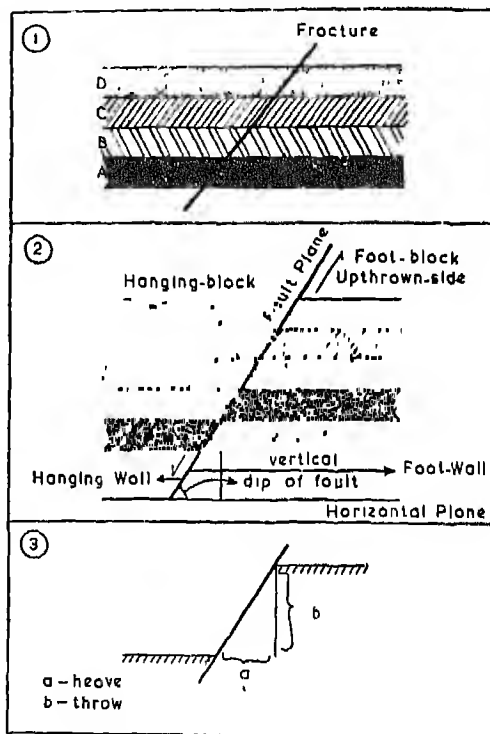 1
Frocture
D
C
B
A
2
Hanging-block
Fault Plane
Foot-block
Upthrown-side
vertical
Hanging Wall
Foot-Wall
dip of fault
Horizontal Plane
3
b
a
a - heave
b - throw